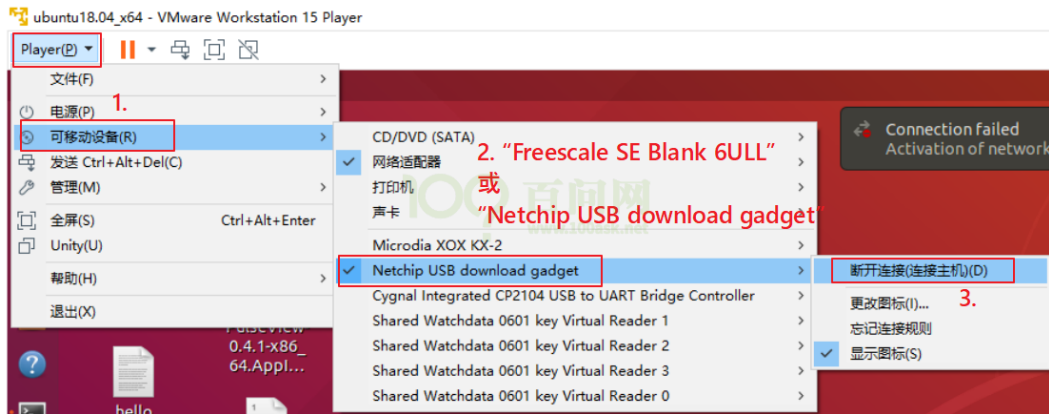 ubuntu18.04_x64 - VMware Workstation 15 Player
Player(P)
文件(F)
1.
电源(P)
可移动设备(R)
发送 Ctrl+Alt+Del(C)
管理(M)
全屏(S) Ctrl+Alt+Enter
Unity(U)
帮助(H)
退出(X)
CD/DVD (SATA)
网络适配器
打印机
声卡
Microdia XOX KX-2
Netchip USB download gadget
Cygnal Integrated CP2104 USB to UART Bridge Controller
Shared Watchdata 0601 key Virtual Reader 1
Shared Watchdata 0601 key Virtual Reader 2
Shared Watchdata 0601 key Virtual Reader 3
Shared Watchdata 0601 key Virtual Reader 0
2. “Freescale SE Blank 6ULL”
或
“Netchip USB download gadget”
100 百问网
www.100ask.net
断开连接(连接主机)(D)
3.
更改图标(I)...
忘记连接规则
显示图标(S)
Connection failed
Activation of network
PulseView-
0.4.1-x86_
64.AppI...
hello